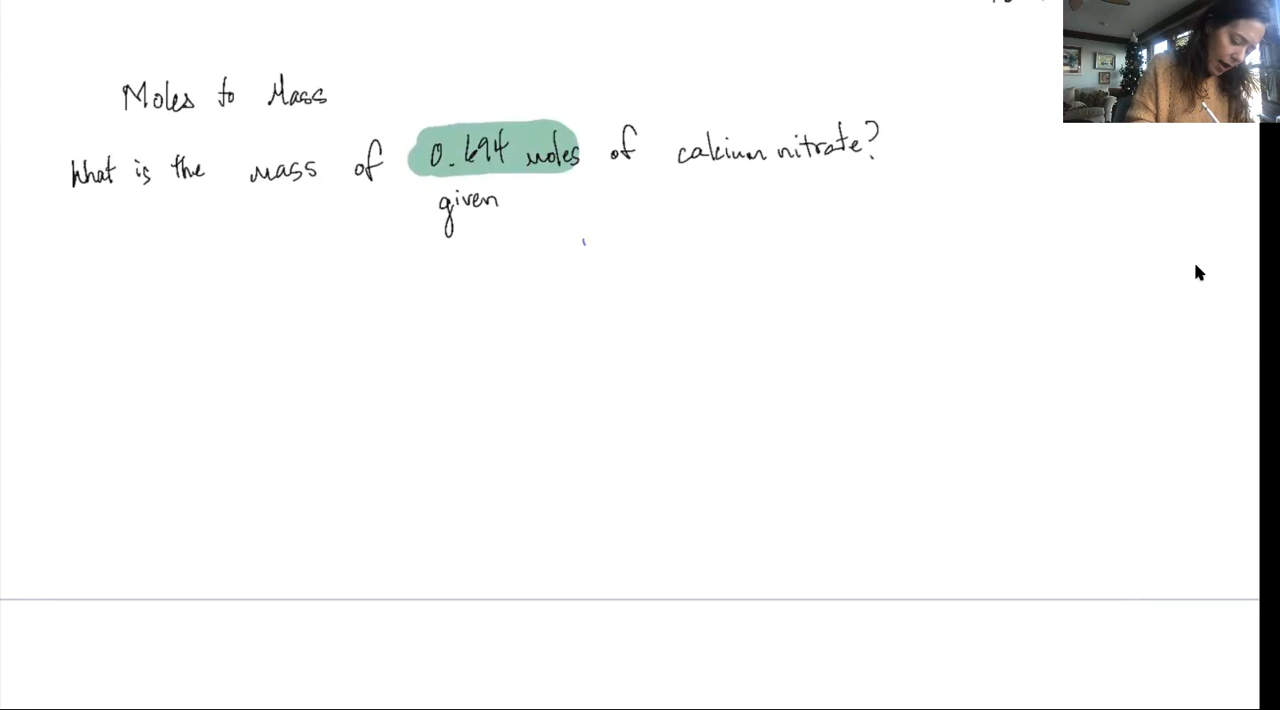 Moles to Mass
What is the mass of 0.694 moles of calcium nitrate?
given